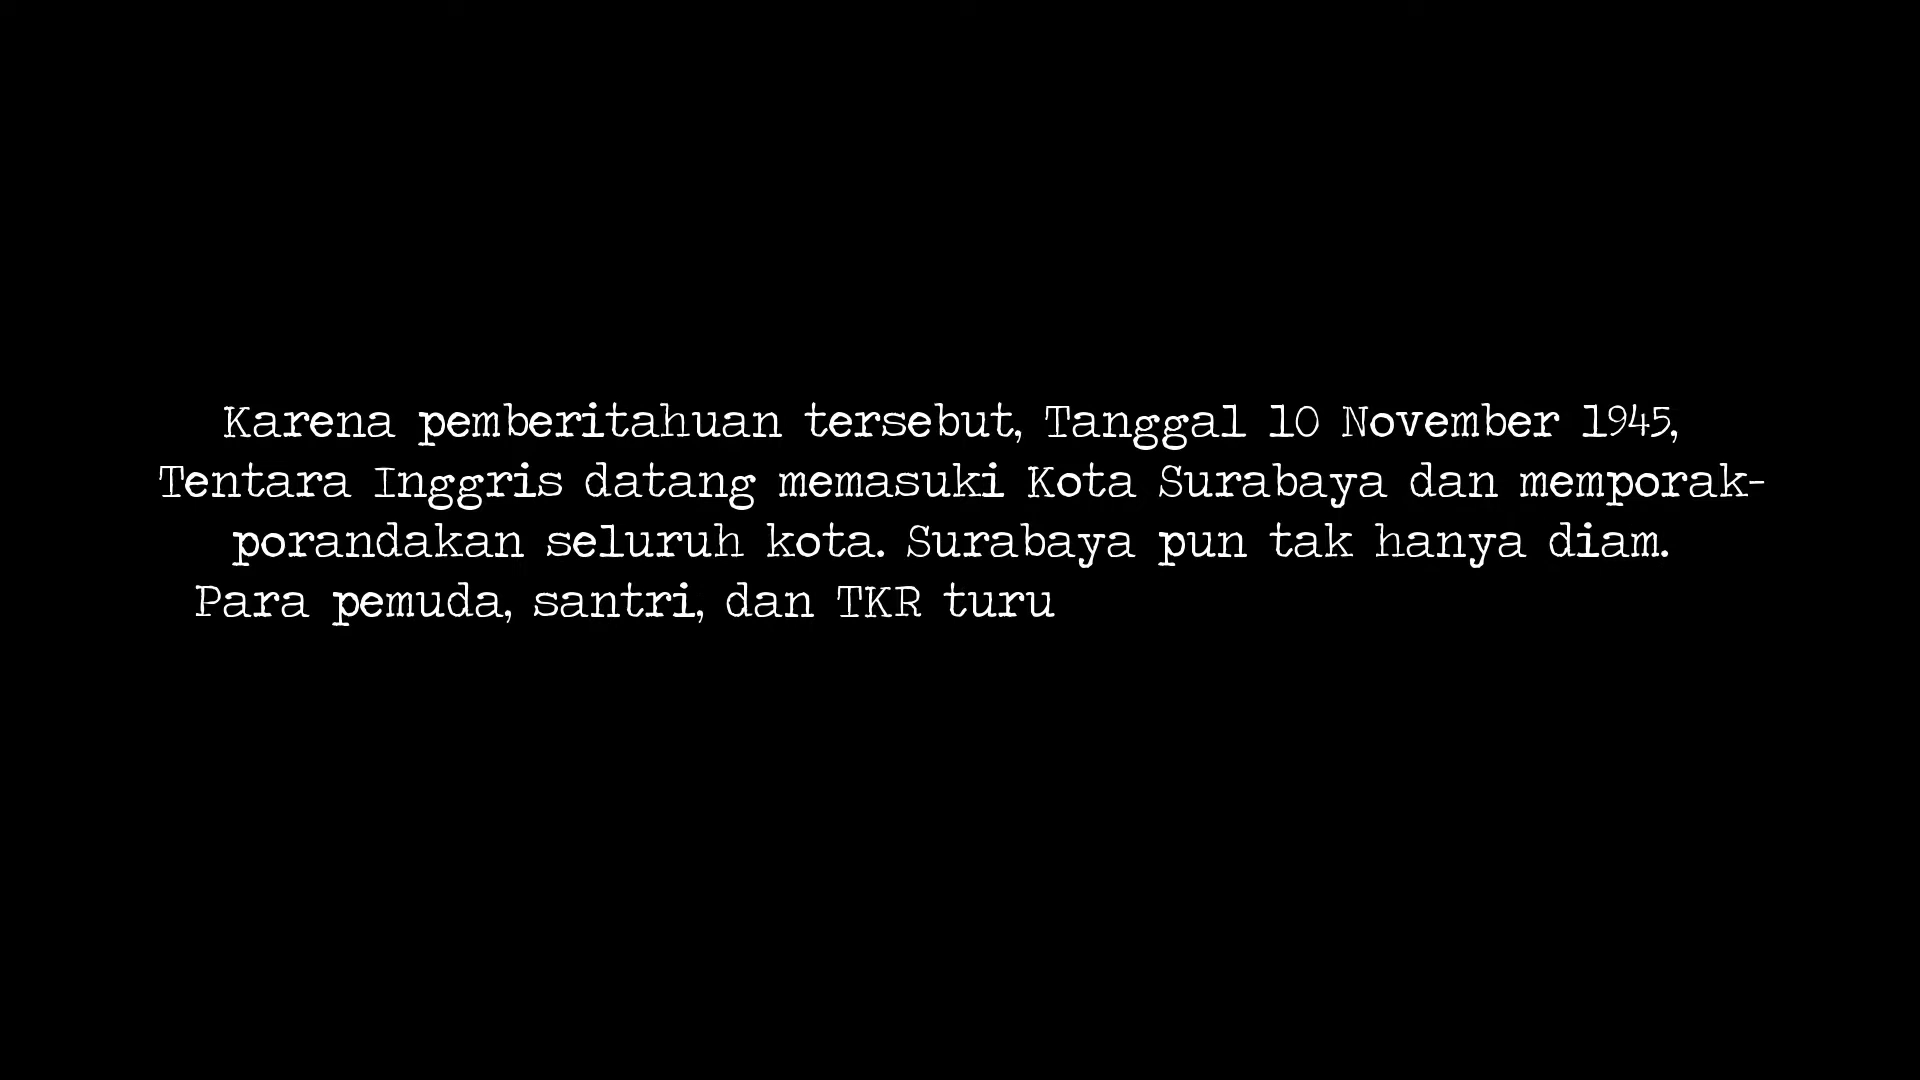 Karena pemberitahuan tersebut, Tanggal 10 November 1945,
Tentara Inggris datang memasuki Kota Surabaya dan memporak-
porandakan seluruh kota. Surabaya pun tak hanya diam.
Para pemuda, santri, dan TKR turu